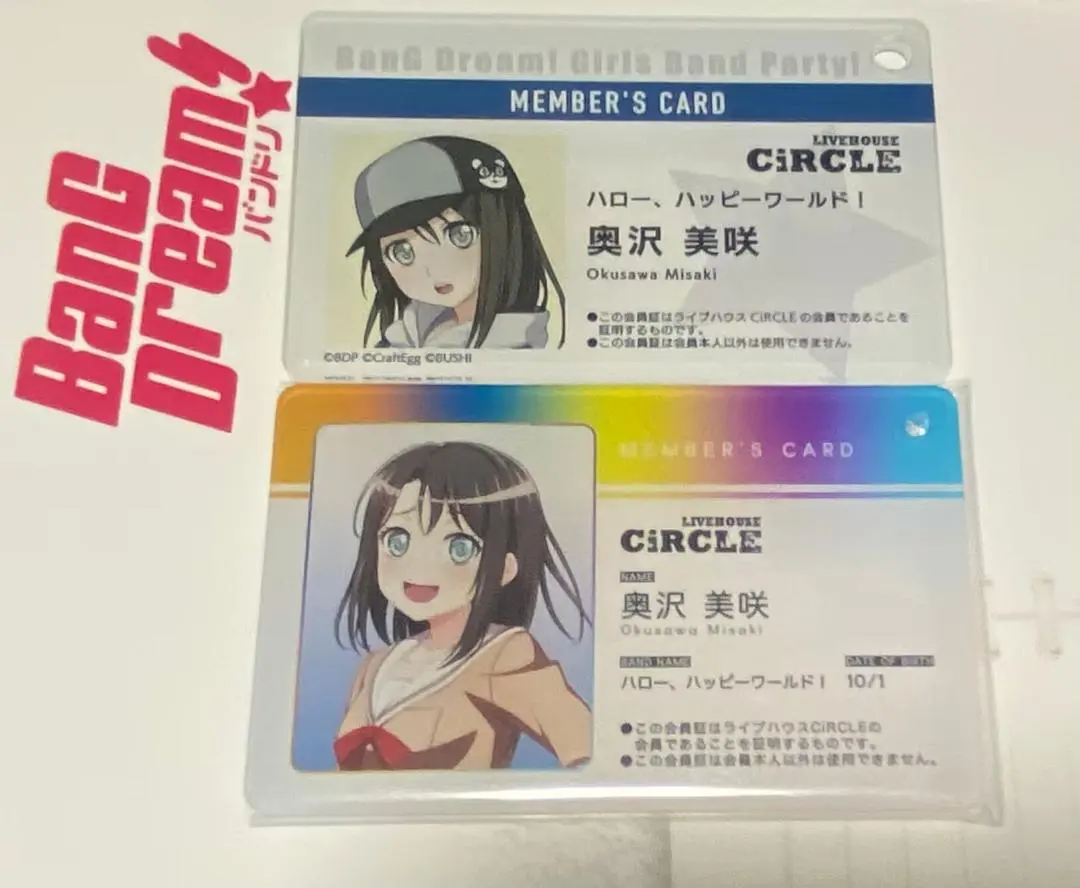 BanG
Dream!
バンドリ
BanG Dream! Girls Band Party!
MEMBER'S CARD
LIVEHOUSE
CiRCLE
ハロー、ハッピーワールド！
奥沢 美咲
Okusawa Misaki
●この会員証はライブハウス CiRCLE の会員であることを
証明するものです。
●この会員証は会員本人以外は使用できません。
©BDP ©CraftEgg ©BUSHI
MEMBER'S CARD
LIVEHOUSE
CiRCLE
NAME
奥沢 美咲
Okusawa Misaki
BAND NAME
DATE OF BIRTH
ハロー、ハッピーワールド！ 10/1
●この会員証はライブハウスCiRCLEの
会員であることを証明するものです。
●この会員証は会員本人以外は使用できません。